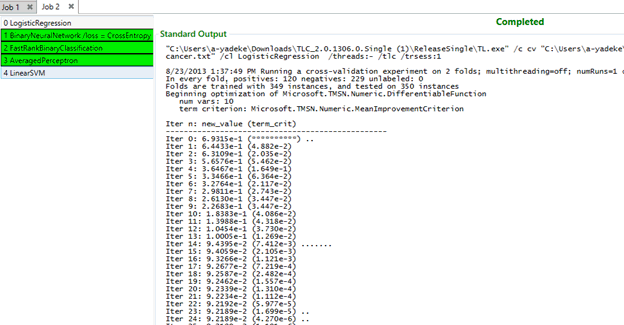 Job 1 Job 2
Completed
0 LogisticRegression
1 BinaryNeuralNetwork /loss = CrossEntropy
2 FastRankBinaryClassification
3 AveragedPerceptron
4 LinearSVM
Standard Output
"C:\Users\a-yadeke\Downloads\TLC_2.0.1306.0.Single (1)\ReleaseSingle\TL.exe" /c cv "C:\Users\a-yadeke\
cancer.txt" /cl LogisticRegression /threads:- /tlc /trsess:1
8/23/2013 1:37:49 PM Running a cross-validation experiment on 2 folds; multithreading=off; numRuns=1
In every fold, positives: 120 negatives: 229 unlabeled: 0
Folds are trained with 349 instances, and tested on 350 instances
Beginning optimization of Microsoft.TMSN.Numeric.DifferentiableFunction
num vars: 10
term criterion: Microsoft.TMSN.Numeric.MeanImprovementCriterion
Iter n: new_value (term_crit)
------------------------------------------------
Iter 0: 6.9315e-1 (**********) ..
Iter 1: 6.4433e-1 (4.882e-2)
Iter 2: 6.3109e-1 (2.035e-2)
Iter 3: 5.6576e-1 (5.462e-2)
Iter 4: 3.6467e-1 (1.649e-1)
Iter 5: 3.3466e-1 (6.364e-2)
Iter 6: 3.2764e-1 (2.117e-2)
Iter 7: 2.9811e-1 (2.743e-2)
Iter 8: 2.6130e-1 (3.447e-2)
Iter 9: 2.2683e-1 (3.447e-2)
Iter 10: 1.8383e-1 (4.086e-2)
Iter 11: 1.3988e-1 (4.318e-2)
Iter 12: 1.0454e-1 (3.730e-2)
Iter 13: 1.0005e-1 (1.269e-2)
Iter 14: 9.4395e-2 (7.412e-3) .......
Iter 15: 9.4059e-2 (2.105e-3)
Iter 16: 9.3266e-2 (1.121e-3)
Iter 17: 9.2677e-2 (7.219e-4)
Iter 18: 9.2587e-2 (2.482e-4)
Iter 19: 9.2462e-2 (1.557e-4)
Iter 20: 9.2339e-2 (1.310e-4)
Iter 21: 9.2234e-2 (1.112e-4)
Iter 22: 9.2192e-2 (5.977e-5)
Iter 23: 9.2189e-2 (1.699e-5) ..
Iter 24: 9.2189e-2 (4.270e-6) ..